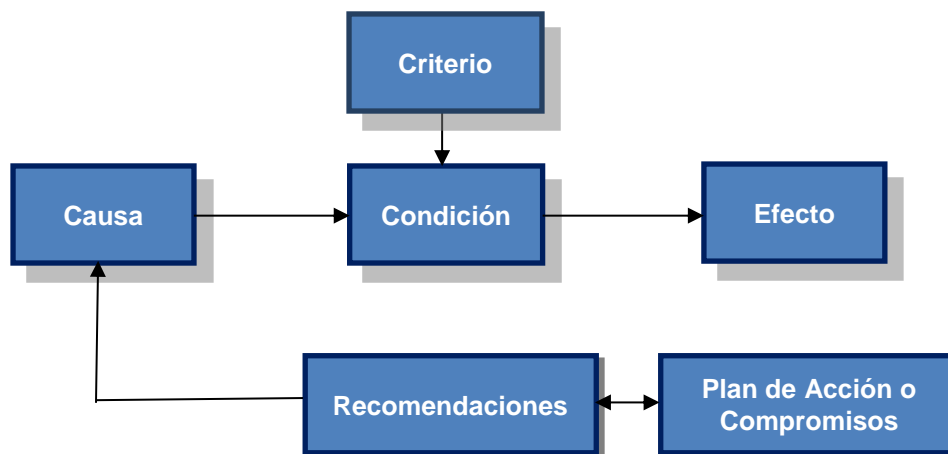 Criterio
Causa
Condición
Efecto
Recomendaciones
Plan de Acción o
Compromisos